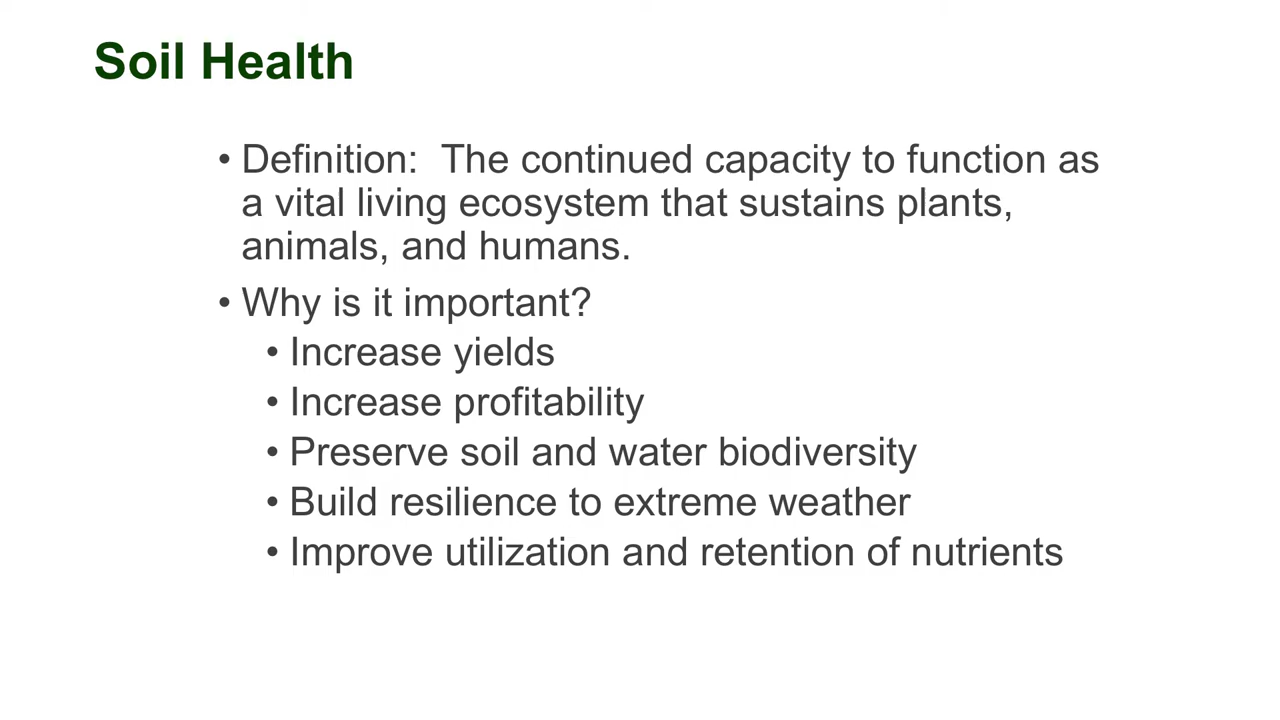 Soil Health
• Definition:  The continued capacity to function as
a vital living ecosystem that sustains plants,
animals, and humans.
• Why is it important?
• Increase yields
• Increase profitability
• Preserve soil and water biodiversity
• Build resilience to extreme weather
• Improve utilization and retention of nutrients